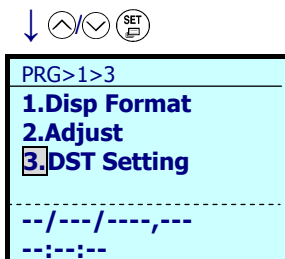 ↓ /
SET
PRG>1>3
1.Disp Format
2.Adjust
3.DST Setting
--/---/----,---
--:--:--